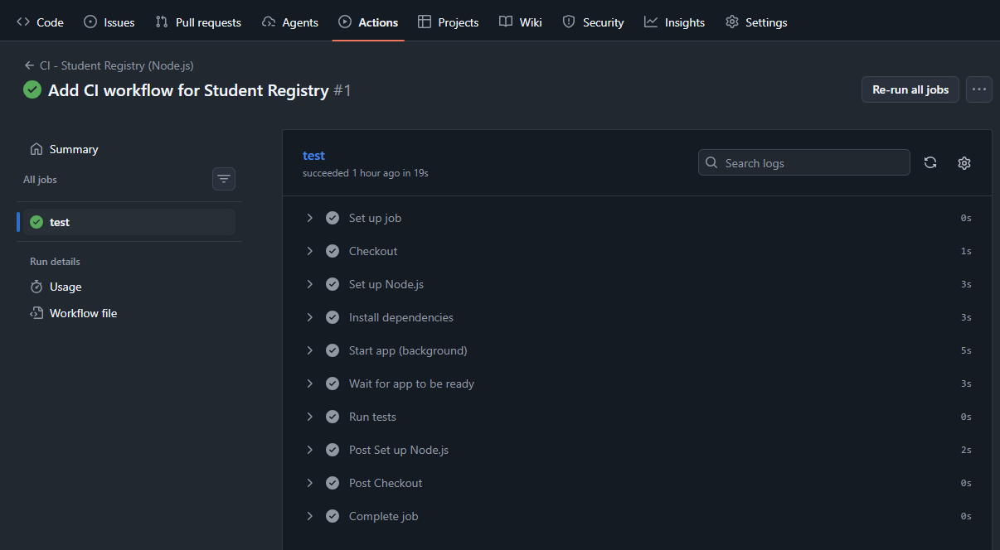 Code Issues Pull requests Agents Actions Projects Wiki Security Insights Settings
CI - Student Registry (Node.js)
Add CI workflow for Student Registry #1
Re-run all jobs
Summary
All jobs
test
Run details
Usage
Workflow file
test
succeeded 1 hour ago in 19s
Search logs
Set up job 0s
Checkout 1s
Set up Node.js 3s
Install dependencies 3s
Start app (background) 5s
Wait for app to be ready 3s
Run tests 0s
Post Set up Node.js 2s
Post Checkout 0s
Complete job 0s